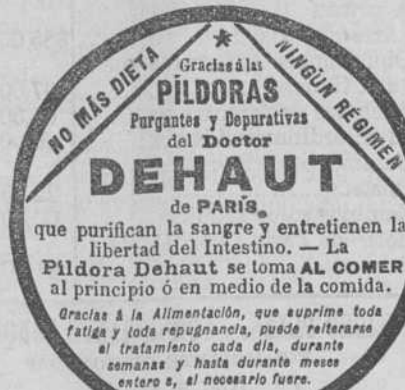 NO MÁS DIETA
NINGÚN RÉGIMEN
*
Gracias á las
PÍLDORAS
Purgantes y Depurativas
del Doctor
DEHAUT
de PARÍS,
que purifican la sangre y entretienen la
libertad del Intestino. — La
Píldora Dehaut se toma AL COMER
al principio ó en medio de la comida.
Gracias á la Alimentación, que suprime toda
fatiga y toda repugnancia, puede reiterarse
el tratamiento cada día, durante
semanas y hasta durante meses
entero s, si necesario fuere.